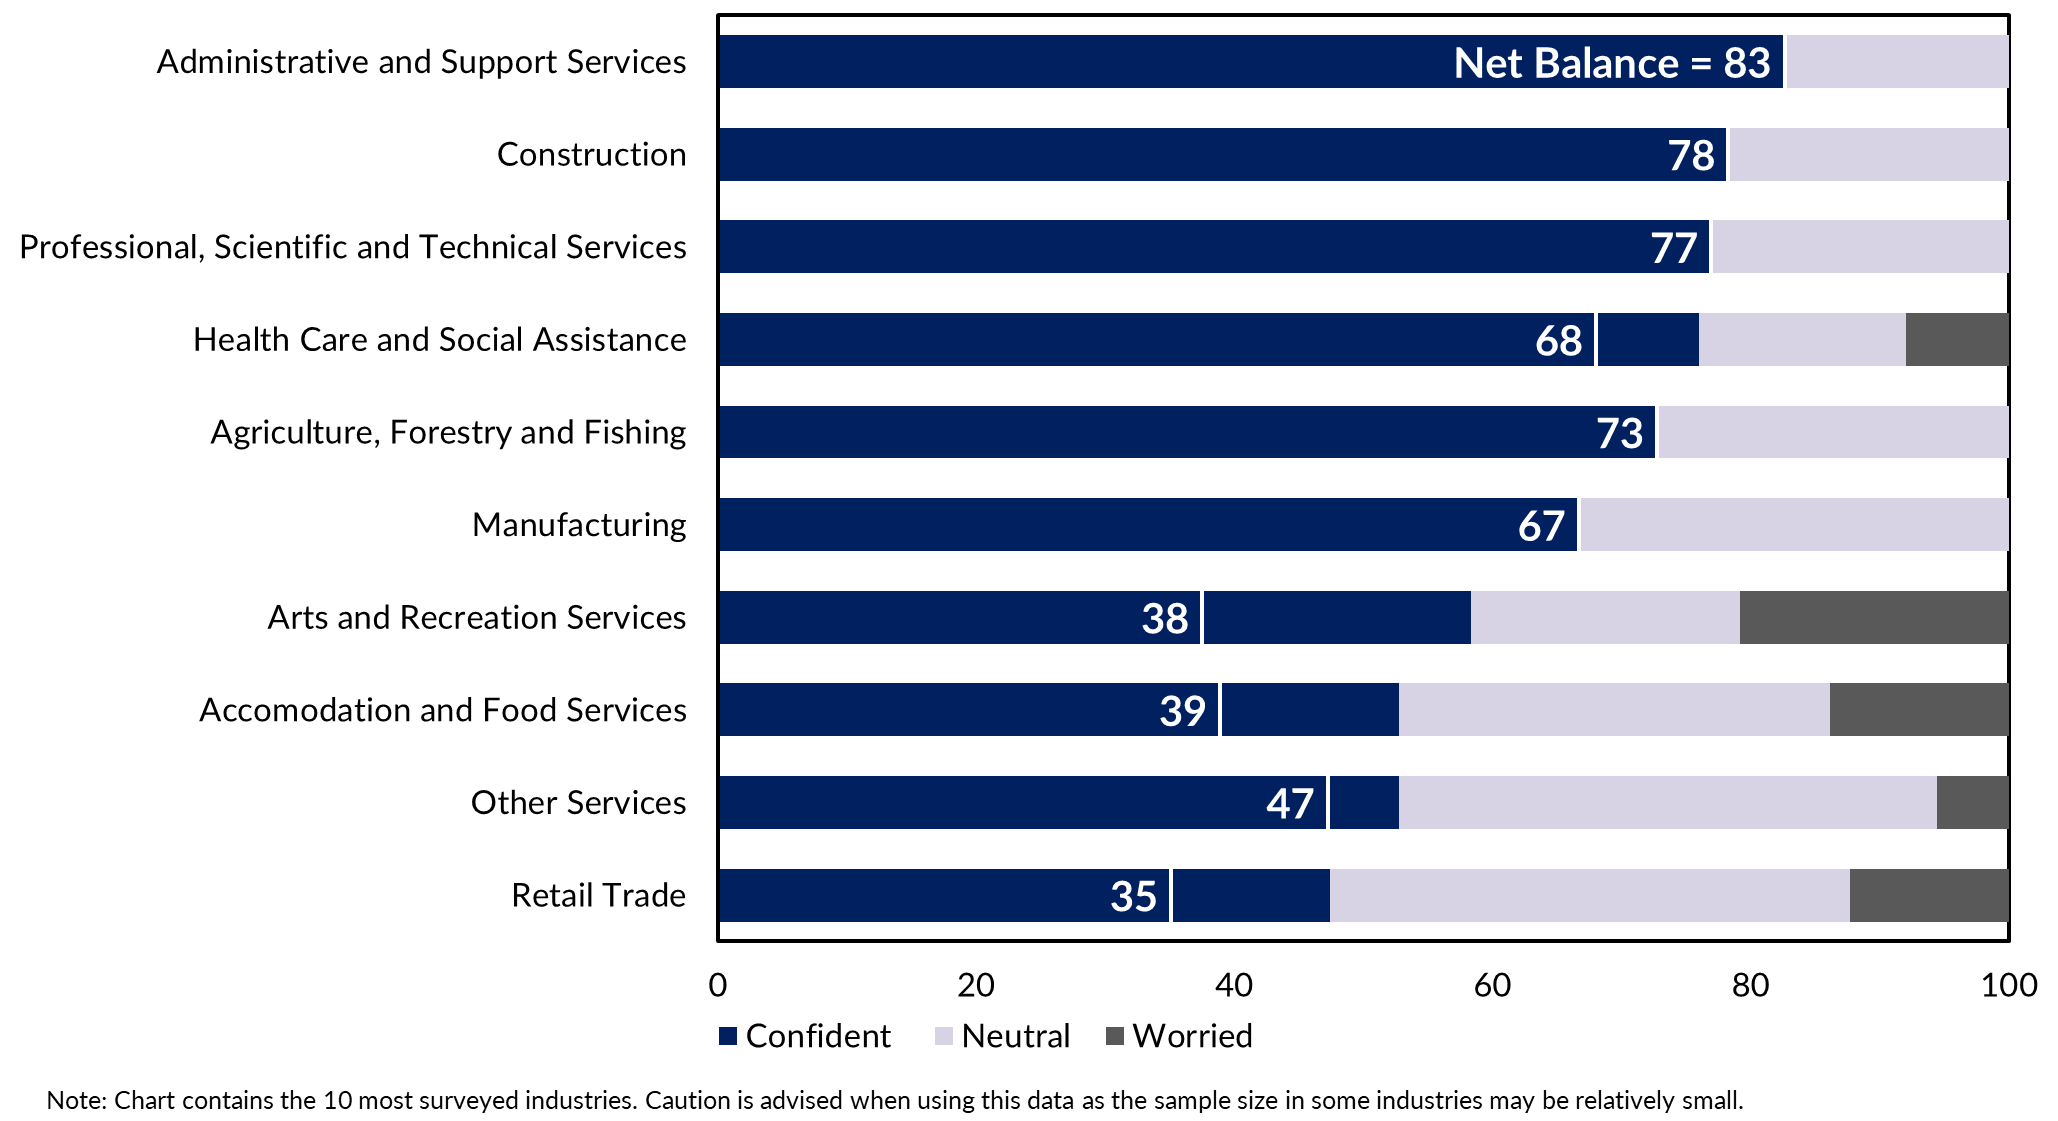 Administrative and Support Services
Net Balance = 83
Construction
78
Professional, Scientific and Technical Services
77
Health Care and Social Assistance
68
Agriculture, Forestry and Fishing
73
Manufacturing
67
Arts and Recreation Services
38
Accomodation and Food Services
39
Other Services
47
Retail Trade
35
0 20 40 60 80 100
Confident Neutral Worried
Note: Chart contains the 10 most surveyed industries. Caution is advised when using this data as the sample size in some industries may be relatively small.